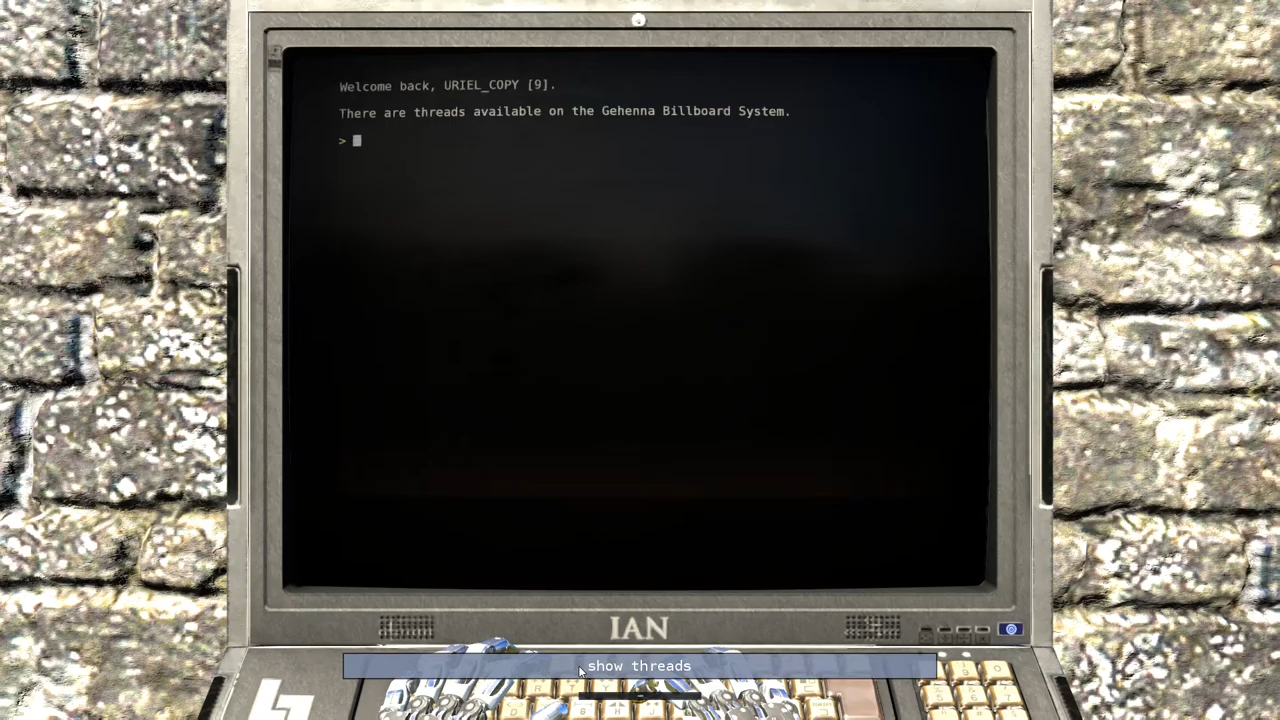 Welcome back, URIEL_COPY [9].
There are threads available on the Gehenna Billboard System.
>
IAN
show threads